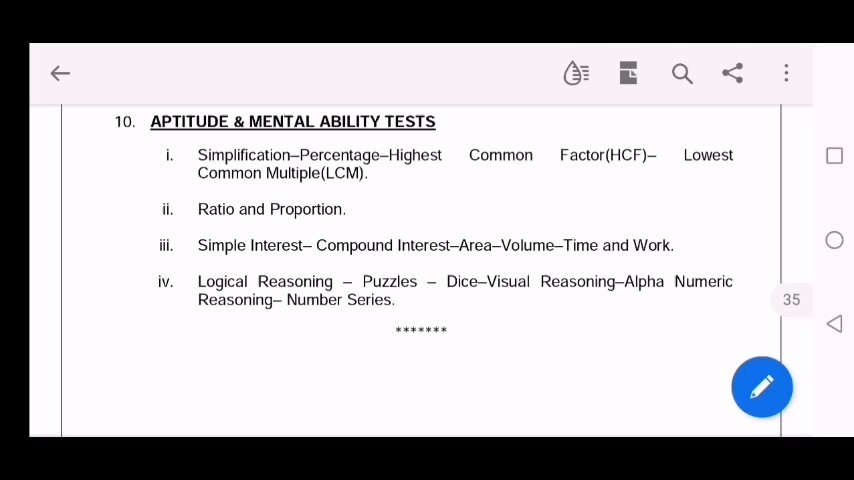 10. APTITUDE & MENTAL ABILITY TESTS
i. Simplification–Percentage–Highest Common Factor(HCF)– Lowest
Common Multiple(LCM).
ii. Ratio and Proportion.
iii. Simple Interest– Compound Interest–Area–Volume–Time and Work.
iv. Logical Reasoning – Puzzles – Dice–Visual Reasoning–Alpha Numeric
Reasoning– Number Series.
35
*******